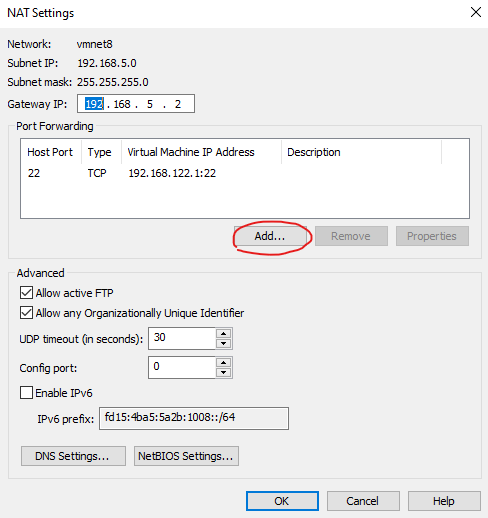 NAT Settings
Network: vmnet8
Subnet IP: 192.168.5.0
Subnet mask: 255.255.255.0
Gateway IP: 192 . 168 . 5 . 2
Port Forwarding
Host Port Type Virtual Machine IP Address Description
22 TCP 192.168.122.1:22
Add... Remove Properties
Advanced
Allow active FTP
Allow any Organizationally Unique Identifier
UDP timeout (in seconds): 30
Config port: 0
Enable IPv6
IPv6 prefix: fd15:4ba5:5a2b:1008::/64
DNS Settings... NetBIOS Settings...
OK Cancel Help